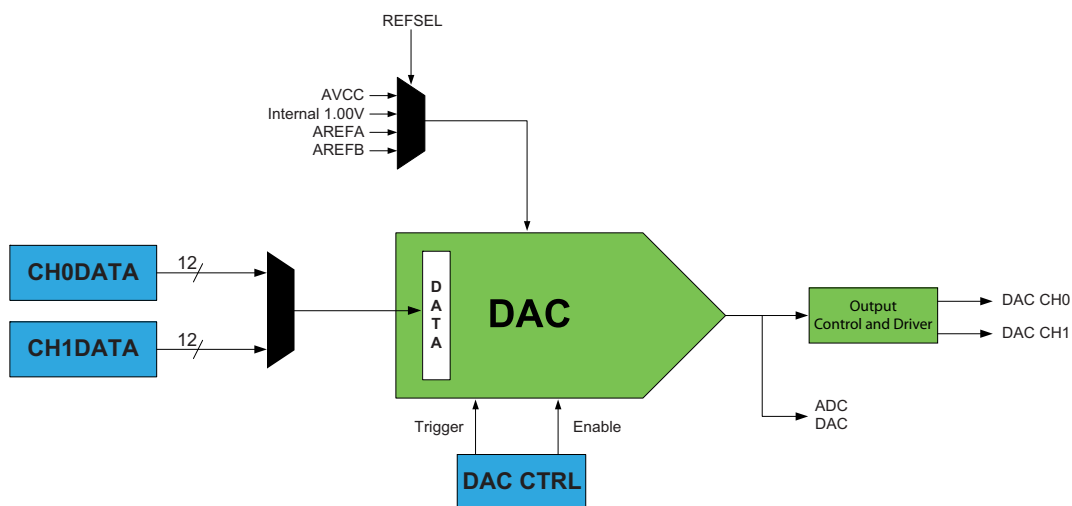 REFSEL
AVCC
Internal 1.00V
AREFA
AREFB
CH0DATA
12
CH1DATA
12
DATA
DAC
Output
Control and Driver
DAC CH0
DAC CH1
ADC
DAC
Trigger
Enable
DAC CTRL